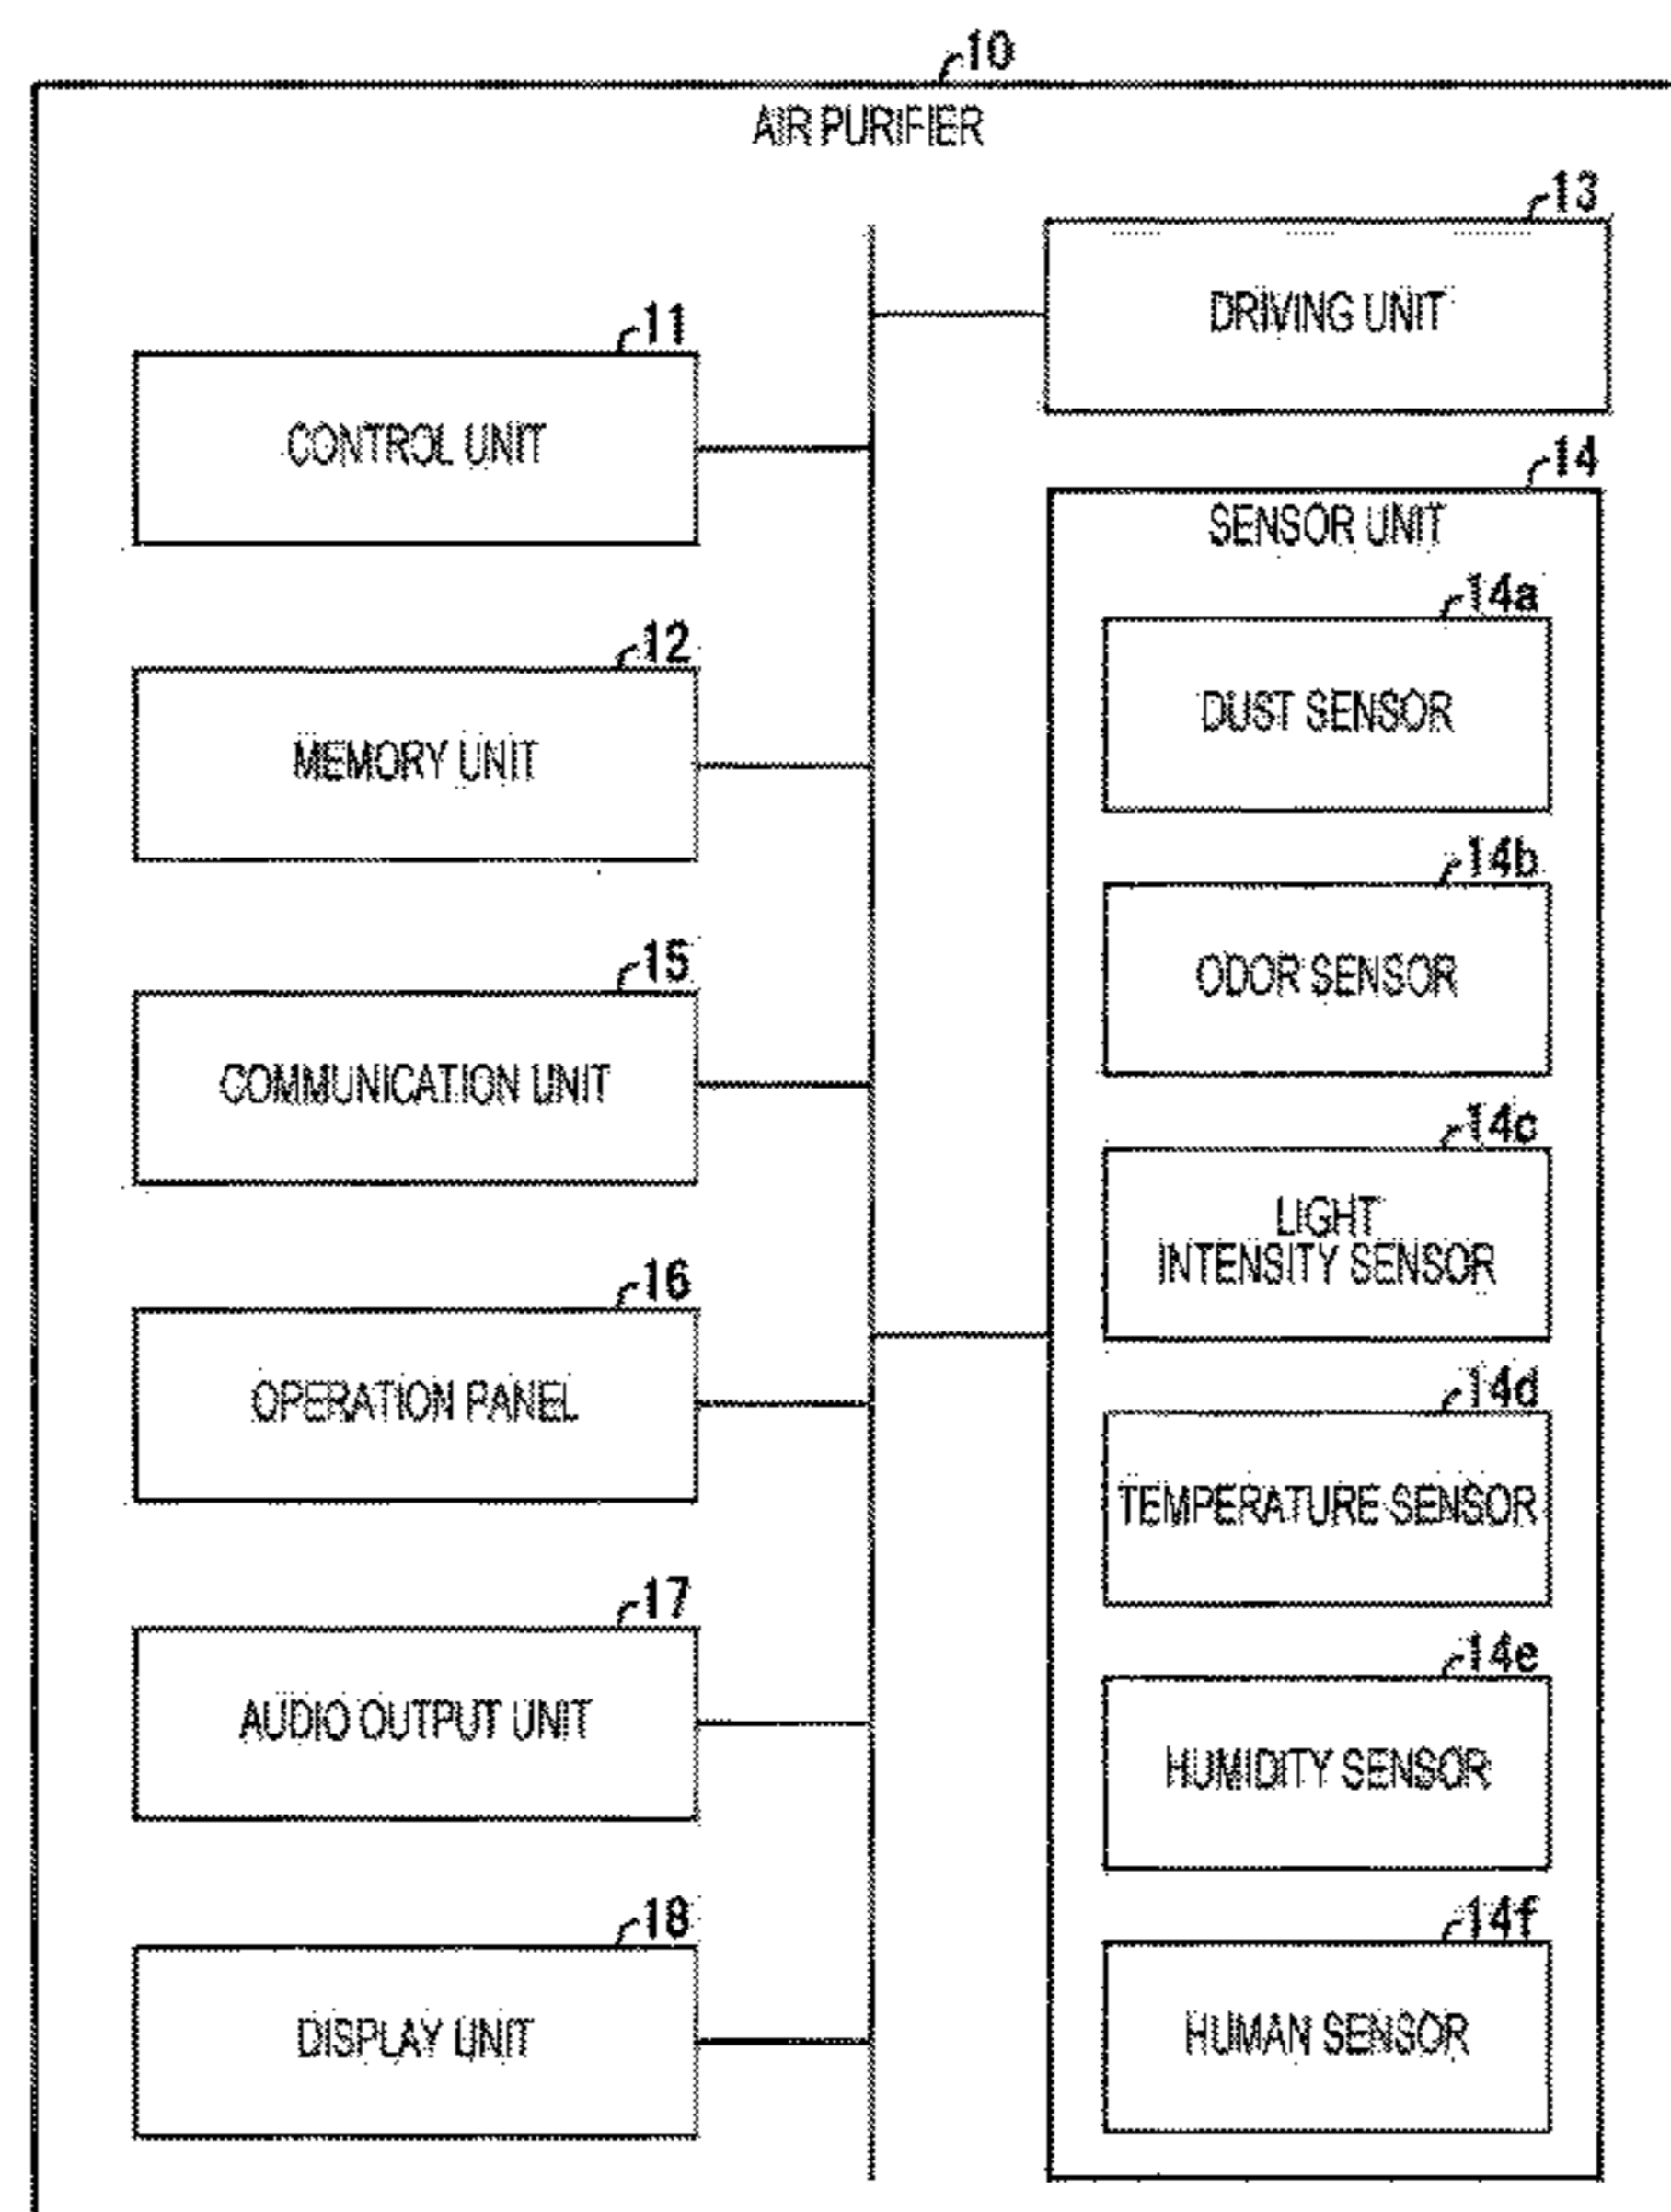 10
AIR PURIFIER
13
DRIVING UNIT
11
CONTROL UNIT
14
SENSOR UNIT
14a
DUST SENSOR
12
MEMORY UNIT
14b
ODOR SENSOR
15
COMMUNICATION UNIT
14c
LIGHT
INTENSITY SENSOR
16
OPERATION PANEL
14d
TEMPERATURE SENSOR
17
AUDIO OUTPUT UNIT
14e
HUMIDITY SENSOR
18
DISPLAY UNIT
14f
HUMAN SENSOR